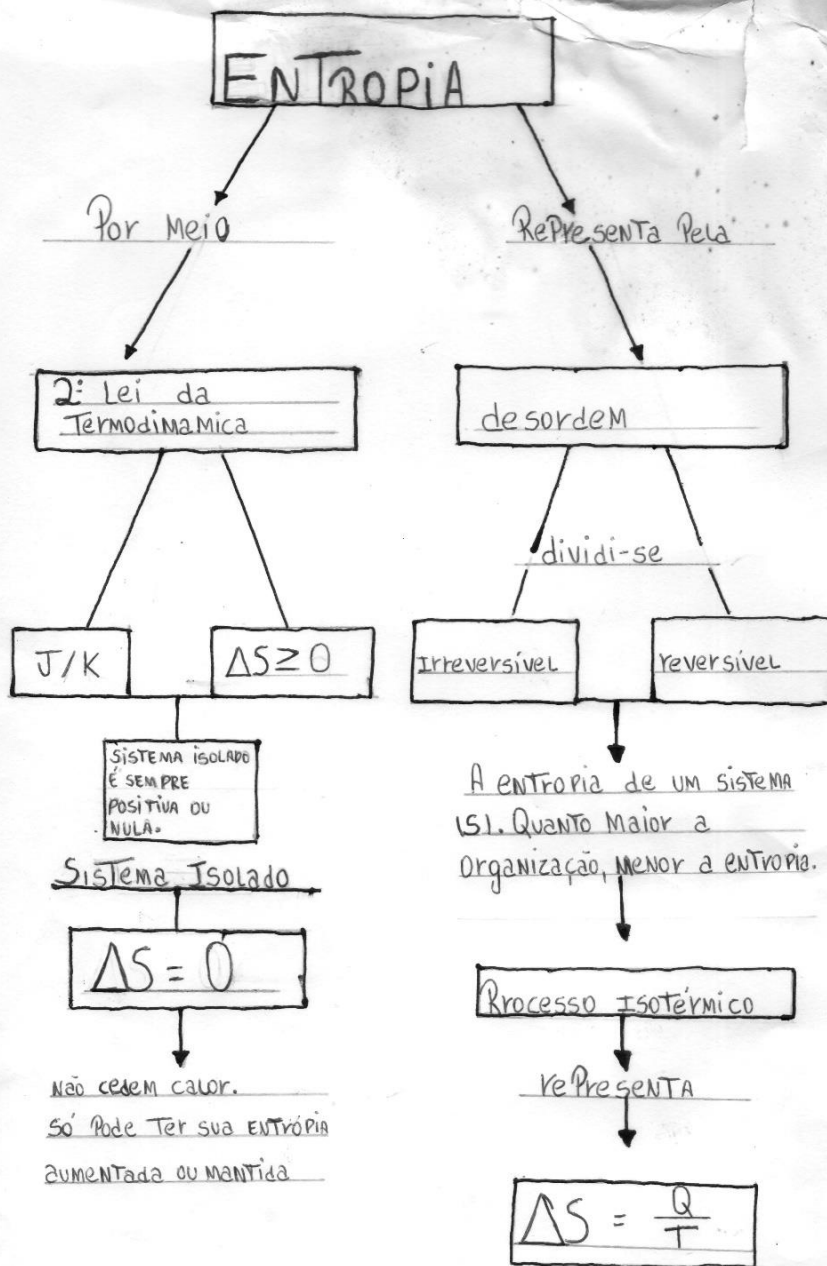 ENTROPIA
Por meio
Representa Pela
2ª Lei da
Termodinamica
desordem
dividi-se
J/K
ΔS≥0
Irreversível
reversível
SISTEMA ISOLADO
É SEMPRE
POSITIVA OU
NULA.
A entropia de um sistema
(S). Quanto maior a
organização, menor a entropia.
Sistema Isolado
ΔS = 0
Rrocesso Isotérmico
não cedem calor.
Só Pode Ter sua entrópia
aumentada ou mantida
rePresenta
ΔS = Q/T